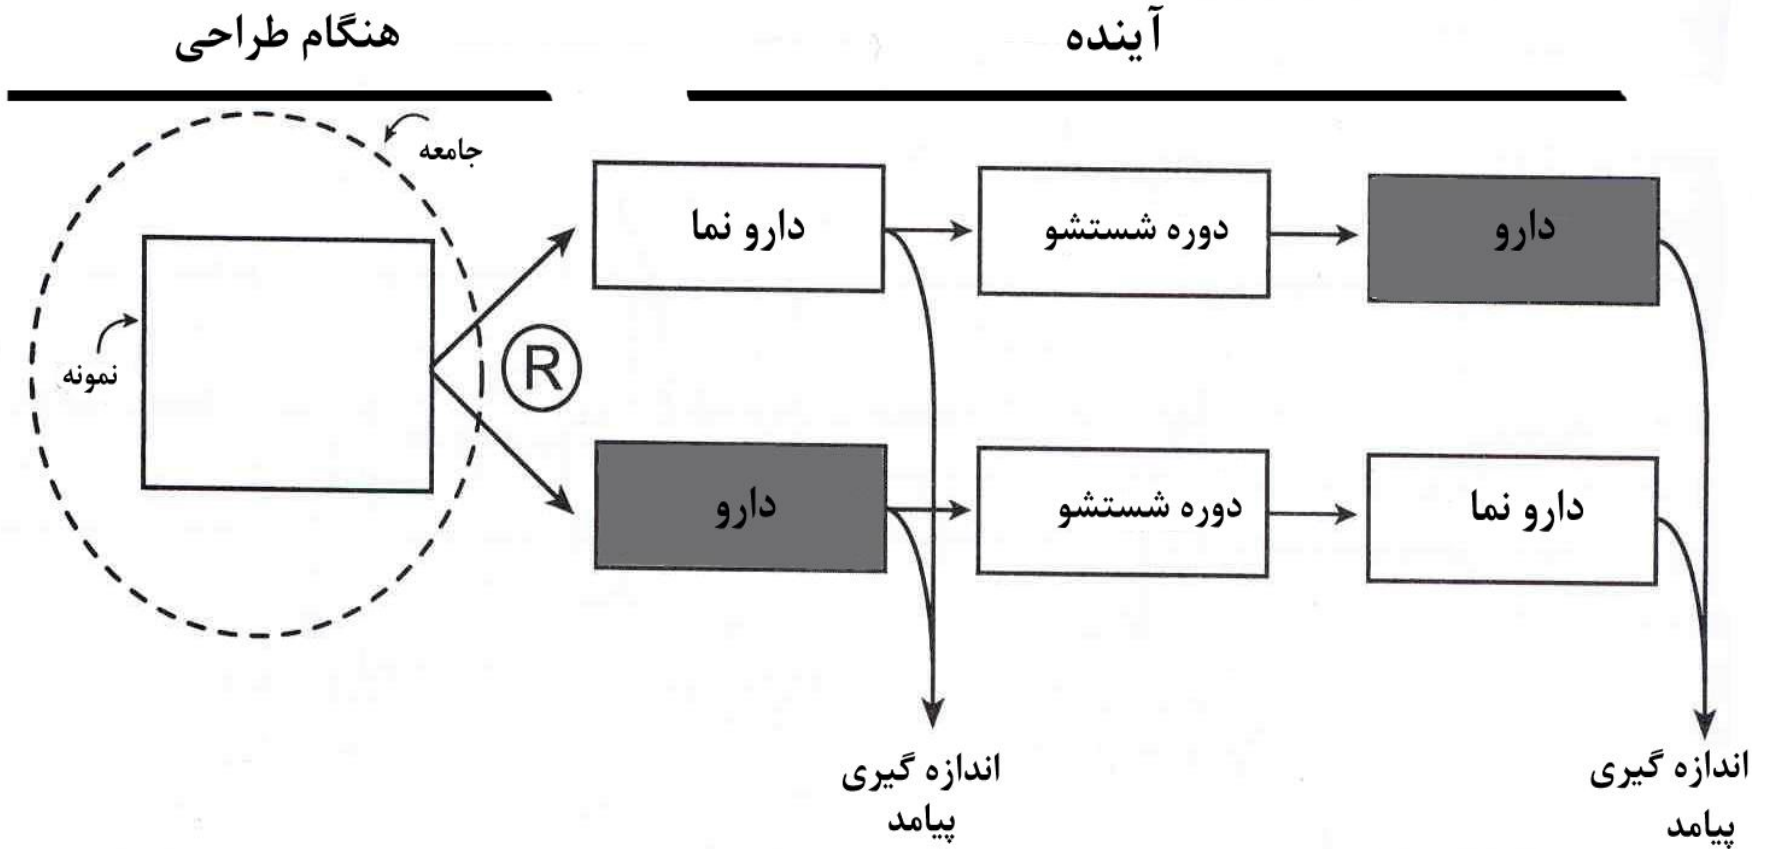 هنگام طراحی
آینده
جامعه
نمونه
R
دارو نما
دوره شستشو
دارو
دارو
دوره شستشو
دارو نما
اندازه گیری
پیامد
اندازه گیری
پیامد